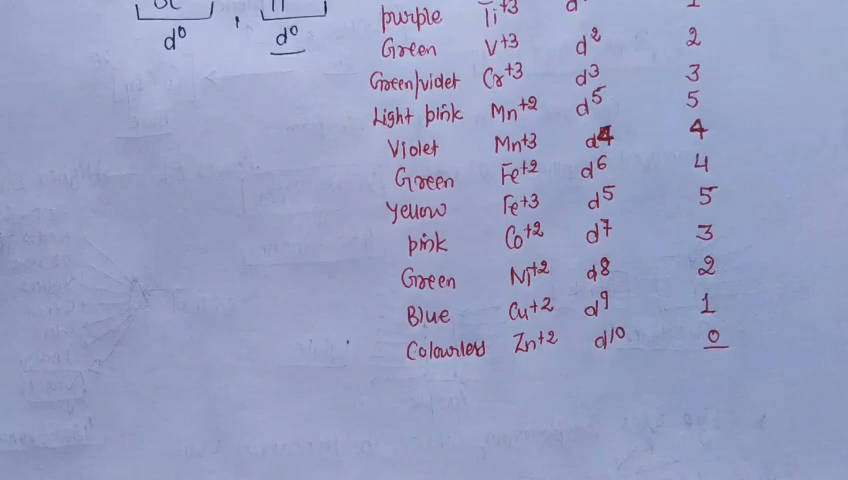 d⁰ , d⁰
purple Ti+3 1
Green V+3 d2 2
Green/violet Cr+3 d3 3
Light pink Mn+2 d5 5
Violet Mn+3 d4 4
Green Fe+2 d6 4
Yellow Fe+3 d5 5
pink Co+2 d7 3
Green Ni+2 d8 2
Blue Cu+2 d9 1
Colourless Zn+2 d10 0